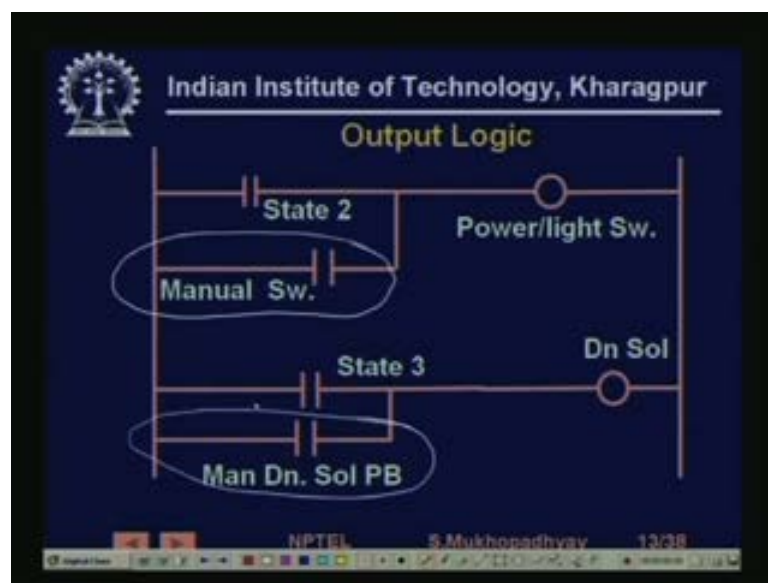 Indian Institute of Technology, Kharagpur
Output Logic
State 2
Power/light Sw.
Manual Sw.
Dn Sol
State 3
Man Dn. Sol PB
NPTEL S.Mukhopadhyay 13/38